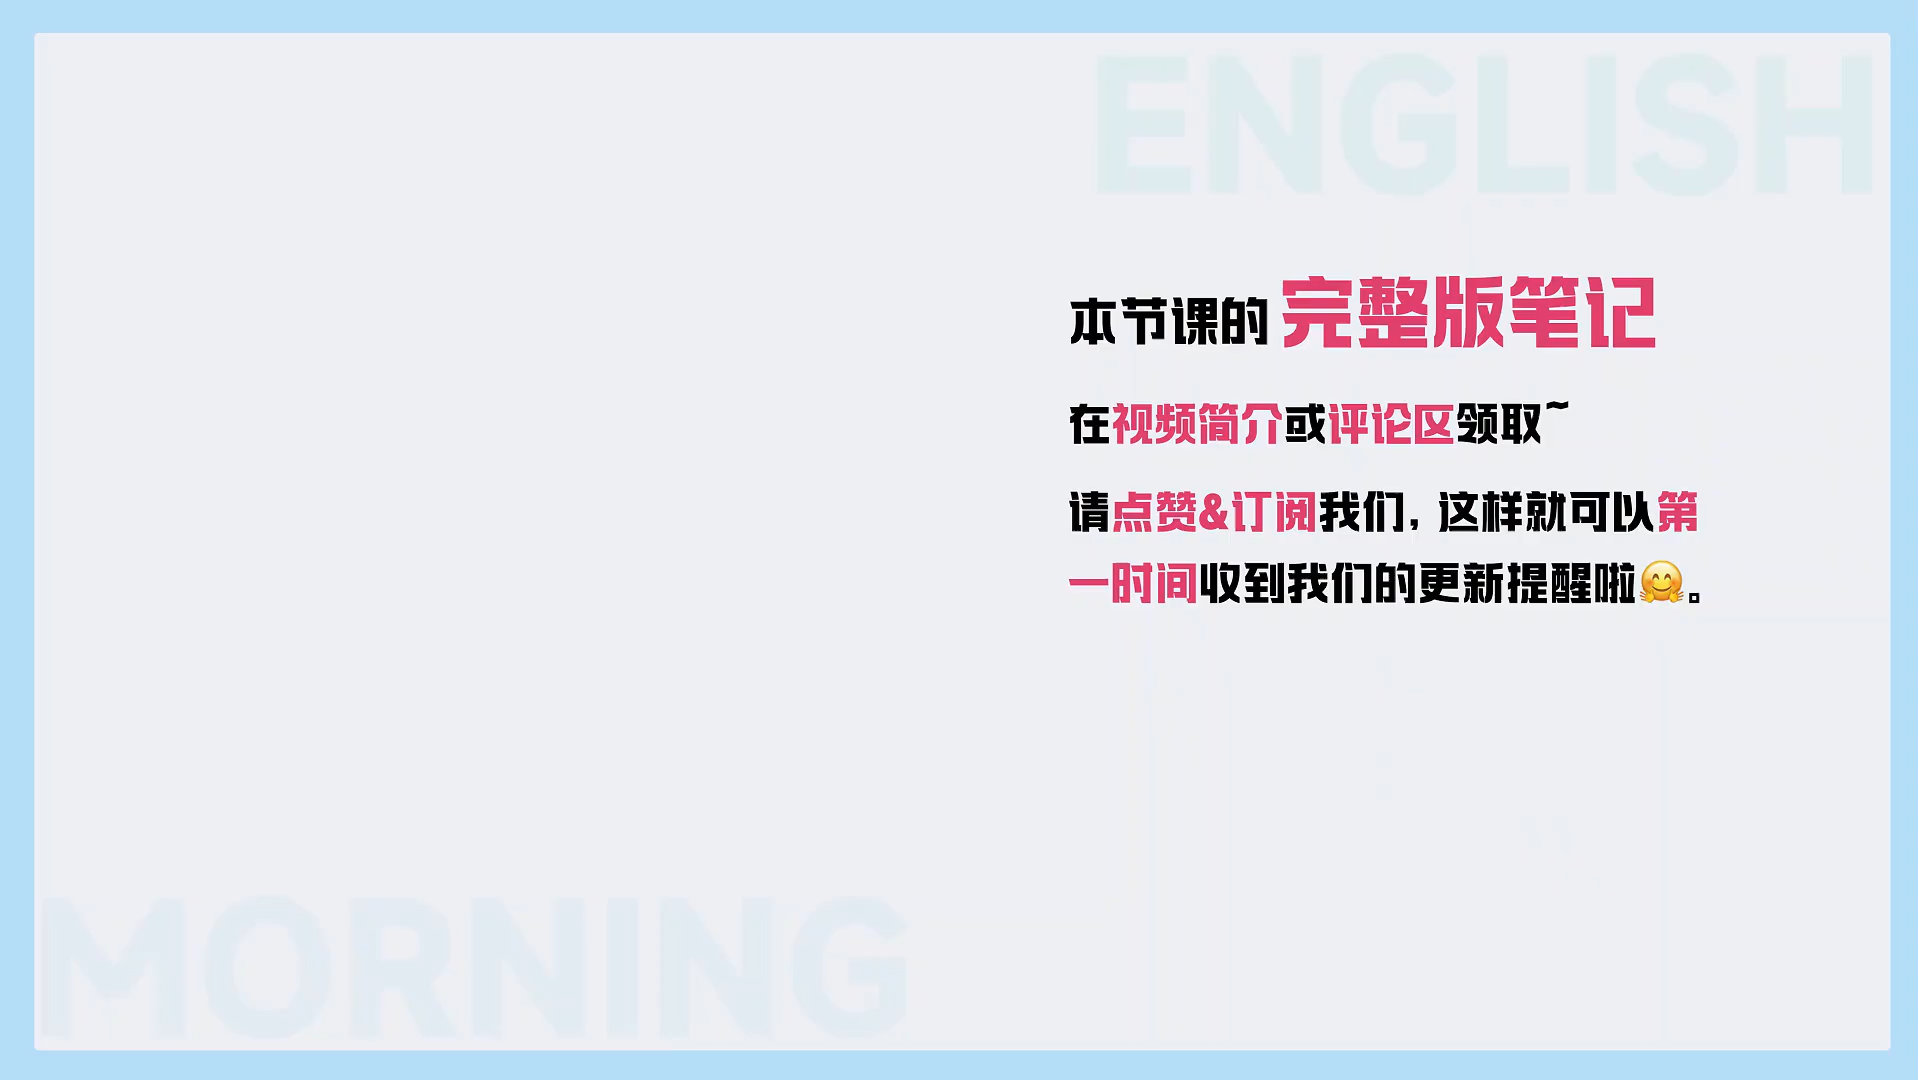 ENGLISH
本节课的 完整版笔记
在视频简介或评论区领取~
请点赞&订阅我们，这样就可以第
一时间收到我们的更新提醒啦🤗。
MORNING